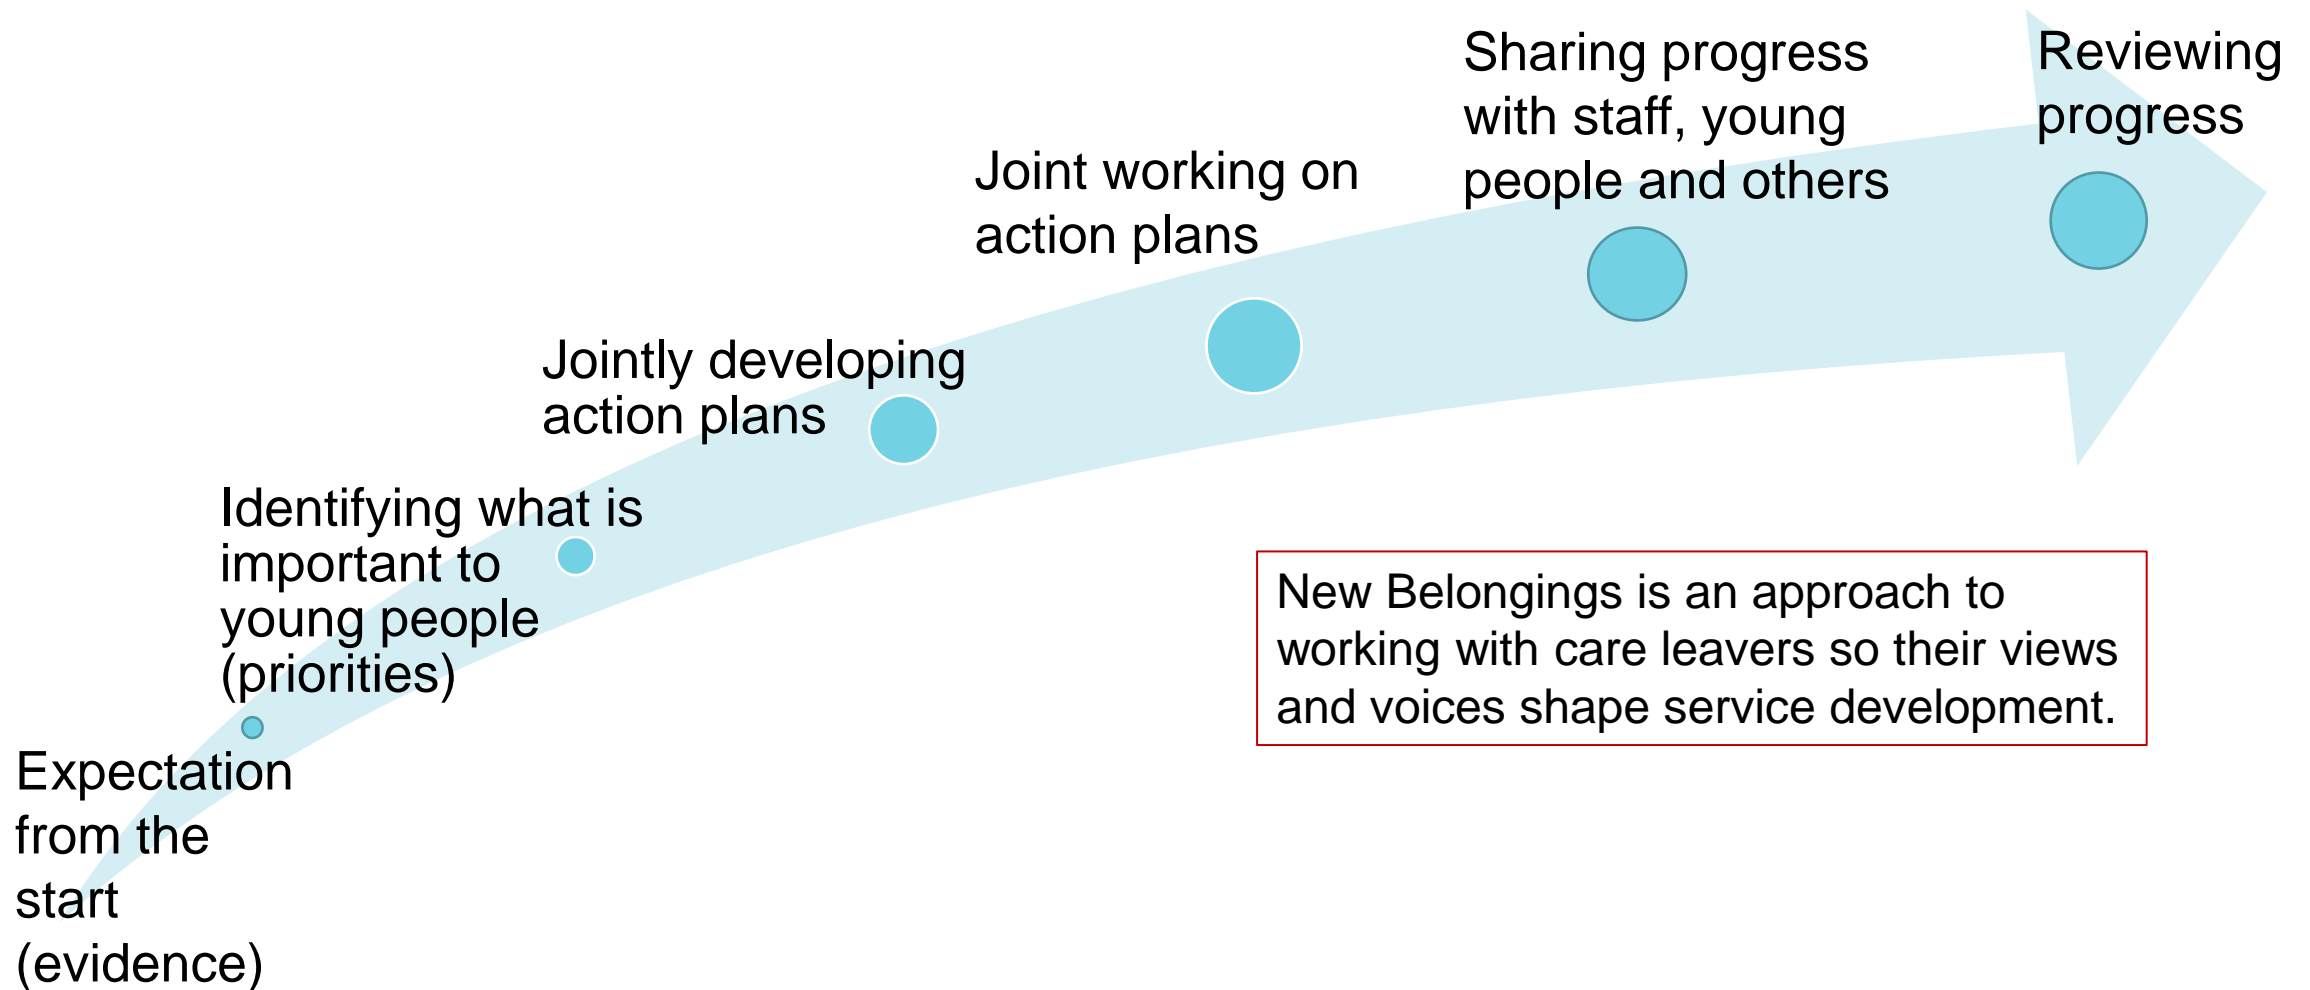 Expectation
from the
start
(evidence)
Identifying what is
important to
young people
(priorities)
Jointly developing
action plans
Joint working on
action plans
Sharing progress
with staff, young
people and others
Reviewing
progress
New Belongings is an approach to
working with care leavers so their views
and voices shape service development.